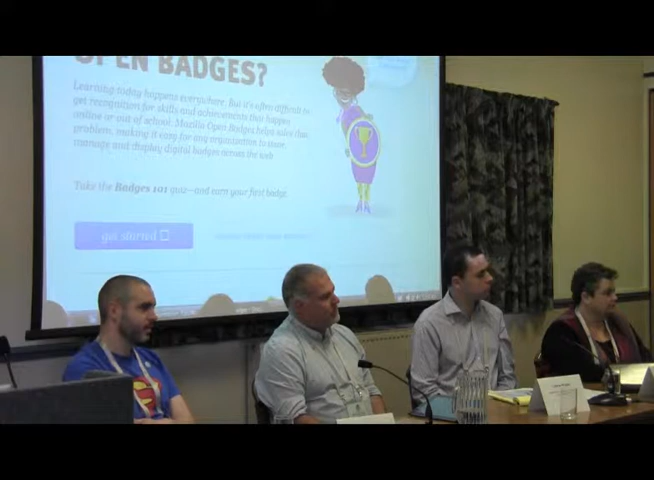 OPEN BADGES?
Learning today happens everywhere. But it's often difficult to
get recognition for skills and achievements that happen
online or out of school. Mozilla Open Badges helps solve that
problem, making it easy for any organization to issue,
manage and display digital badges across the web.
Take the Badges 101 quiz—and earn your first badge.
get started